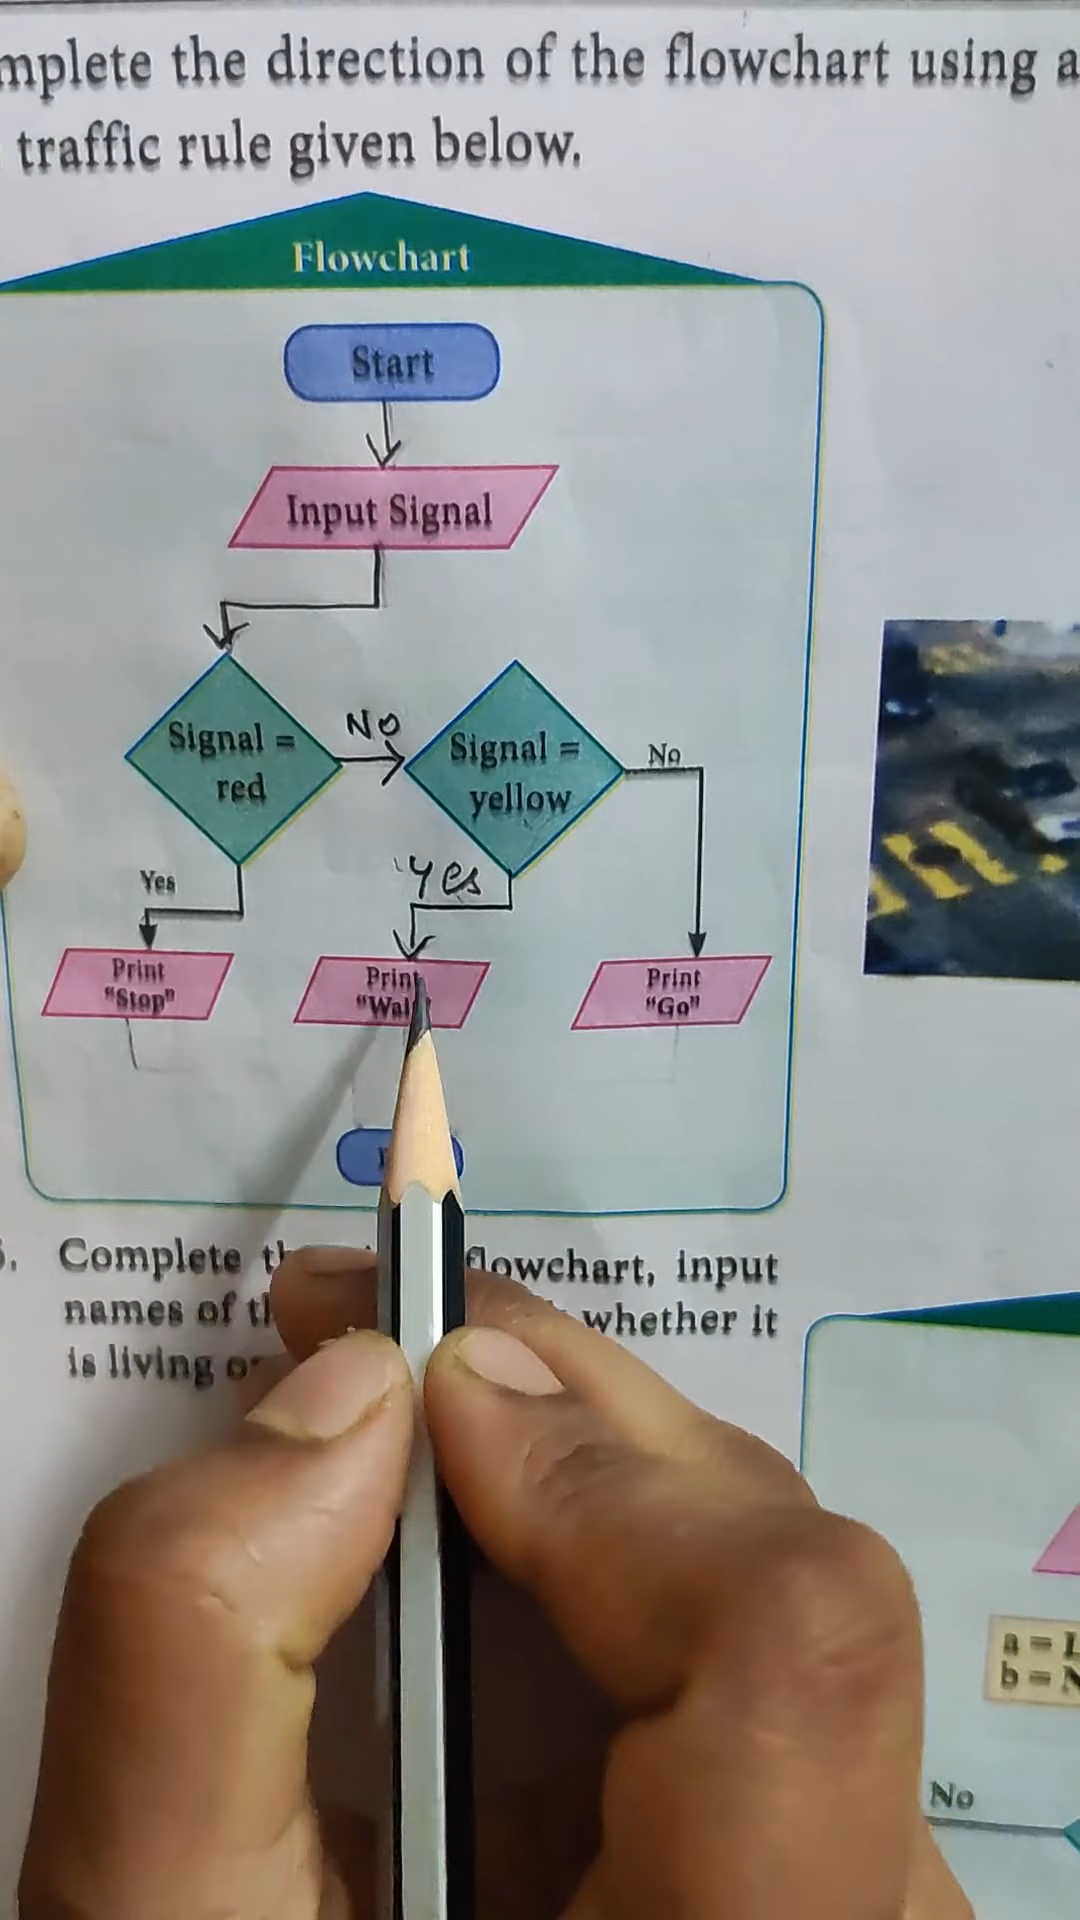 mplete the direction of the flowchart using a
traffic rule given below.
Flowchart
Start
Input Signal
Signal =
red
NO
Signal =
yellow
No
Yes
Yes
Print
"Stop"
Print
"Wai
Print
"Go"
. Complete flowchart, input
names of whether it
is living
a =
b =
No